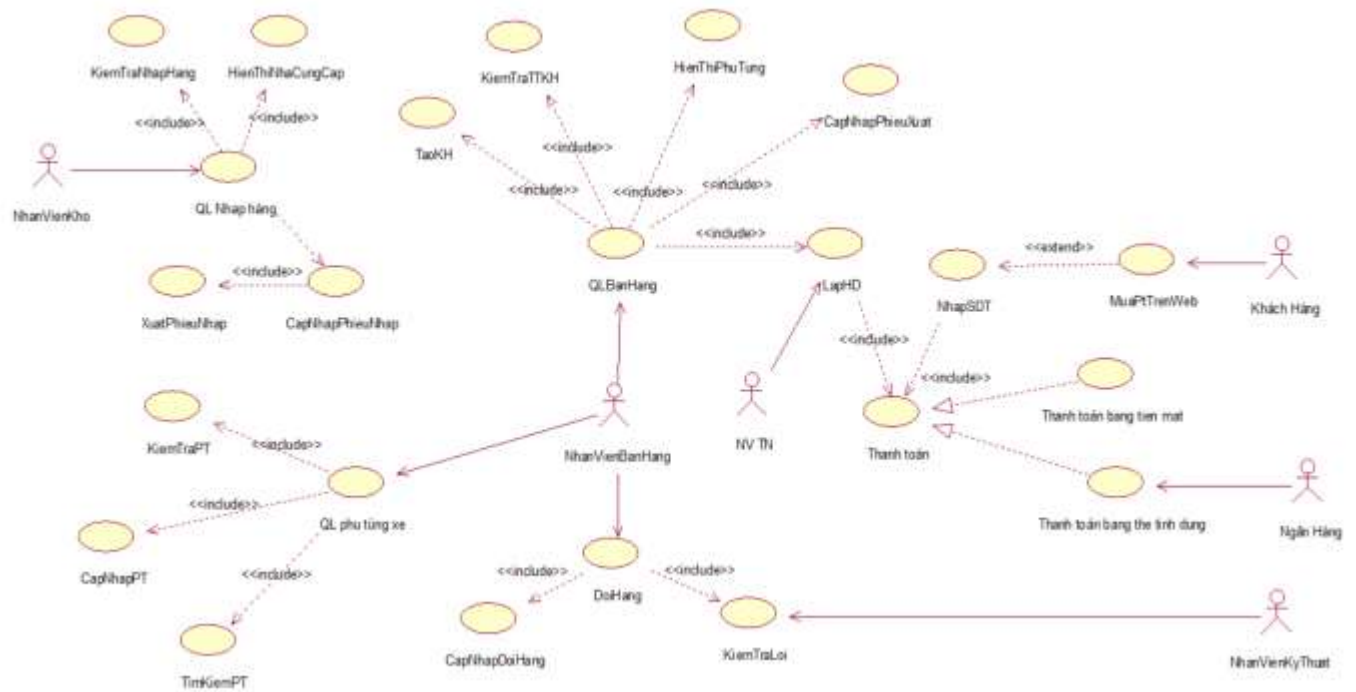 KiemTraNhapHang
HienThiNhaCungCap
<<include>>
<<include>>
NhanVienKho
QL Nhap hàng
<<include>>
XuatPhieuNhap
CapNhapPhieuNhap
KiemTraTTKH
HienThiPhuTung
CapNhapPhieuXuat
TaoKH
<<include>>
<<include>>
<<include>>
<<include>>
<<include>>
QLBanHang
LapHD
<<extend>>
NhapSDT
MuaPtTrenWeb
Khách Hàng
<<include>>
<<include>>
NV TN
Thanh toán
Thanh toán bang tien mat
Thanh toán bang the tinh dung
Ngân Hàng
NhanVienBanHang
KiemTraPT
<<include>>
<<include>>
QL phu tùng xe
CapNhapPT
<<include>>
TimKiemPT
<<include>>
<<include>>
DoiHang
CapNhapDoiHang
KiemTraLoi
NhanVienKyThuat